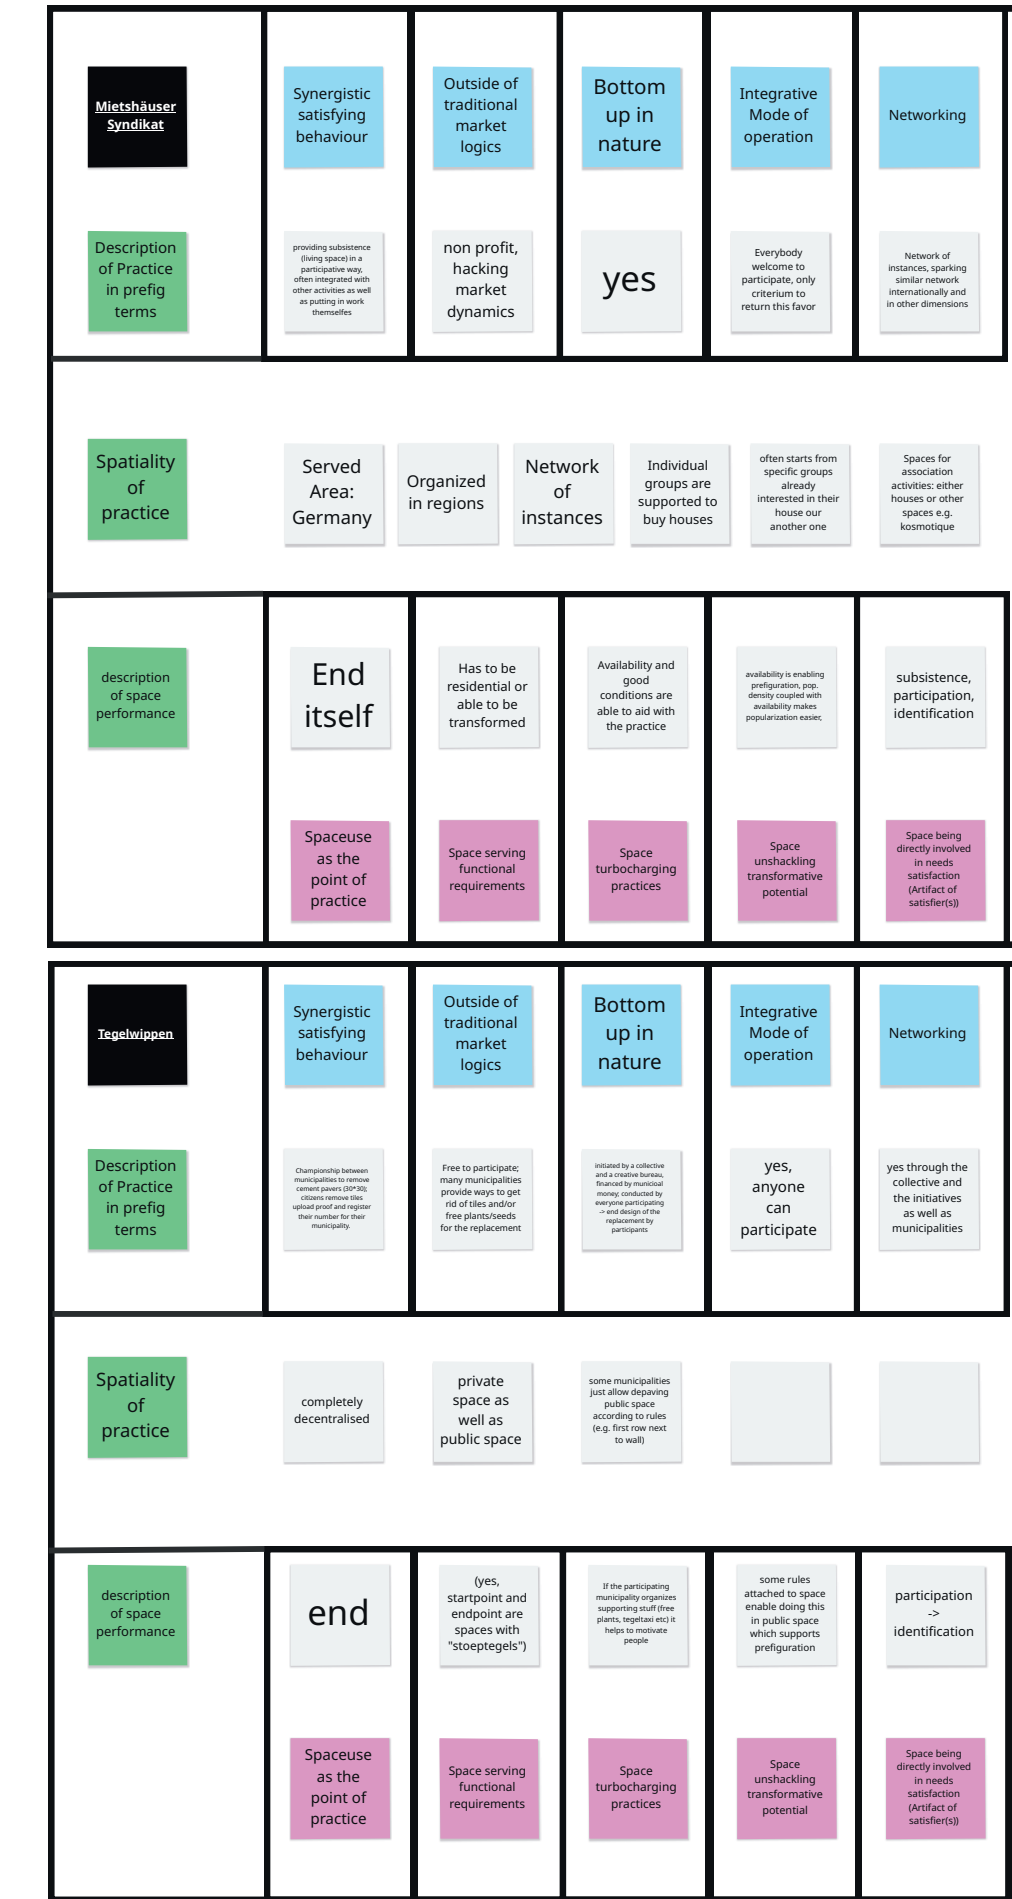 Mietshäuser
Syndikat
Synergistic
satisfying
behaviour
Outside of
traditional
market
logics
Bottom
up in
nature
Integrative
Mode of
operation
Networking
Description
of Practice
in prefig
terms
providing subsistence
(living space) in a
participative way,
often integrated with
other activities as well
as putting in work
themselfes
non profit,
hacking
market
dynamics
yes
Everybody
welcome to
participate, only
criterium to
return this favor
Network of
instances, sparking
similar network
internationally and
in other dimensions
Spatiality
of
practice
Served
Area:
Germany
Organized
in regions
Network
of
instances
Individual
groups are
supported to
buy houses
often starts from
specific groups
already
interested in their
house our
another one
Spaces for
association
activities: either
houses or other
spaces e.g.
kosmotique
description
of space
performance
End
itself
Has to be
residential or
able to be
transformed
Availability and
good
conditions are
able to aid with
the practice
availability is enabling
prefiguration, pop.
density coupled with
availability makes
popularization easier,
subsistence,
participation,
identification
Spaceuse
as the
point of
practice
Space serving
functional
requirements
Space
turbocharging
practices
Space
unshackling
transformative
potential
Space being
directly involved
in needs
satisfaction
(Artifact of
satisfier(s))
Tegelwippen
Synergistic
satisfying
behaviour
Outside of
traditional
market
logics
Bottom
up in
nature
Integrative
Mode of
operation
Networking
Description
of Practice
in prefig
terms
Championship between
municipalities to remove
cement pavers (30*30);
citizens remove tiles
upload proof and register
their number for their
municipality.
Free to participate;
many municipalities
provide ways to get
rid of tiles and/or
free plants/seeds
for the replacement
initiated by a collective
and a creative bureau,
financed by municioal
money; conducted by
everyone participating
-> end design of the
replacement by
participants
yes,
anyone
can
participate
yes through the
collective and
the initiatives
as well as
municipalities
Spatiality
of
practice
completely
decentralised
private
space as
well as
public space
some municipalities
just allow depaving
public space
according to rules
(e.g. first row next
to wall)
description
of space
performance
end
(yes,
startpoint and
endpoint are
spaces with
"stoeptegels")
If the participating
municipality organizes
supporting stuff (free
plants, tegeltaxi etc) it
helps to motivate
people
some rules
attached to space
enable doing this
in public space
which supports
prefiguration
participation
->
identification
Spaceuse
as the
point of
practice
Space serving
functional
requirements
Space
turbocharging
practices
Space
unshackling
transformative
potential
Space being
directly involved
in needs
satisfaction
(Artifact of
satisfier(s))